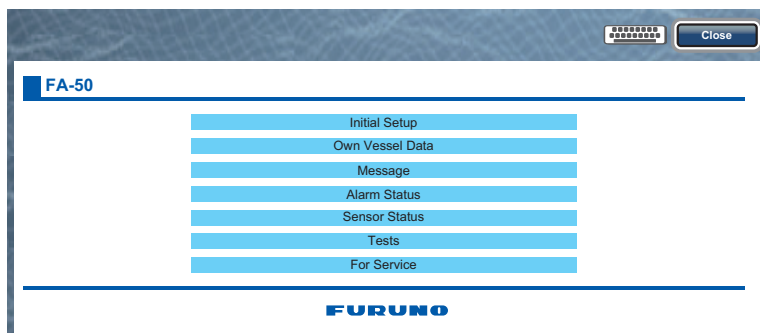 Close
FA-50
Initial Setup
Own Vessel Data
Message
Alarm Status
Sensor Status
Tests
For Service
FURUNO